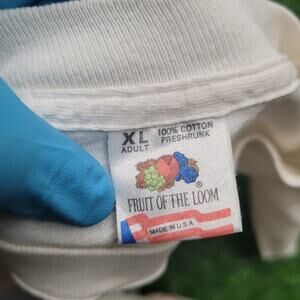 XL 100% COTTON
ADULT PRESHRUNK
®
FRUIT OF THE LOOM
MADE IN U.S.A.